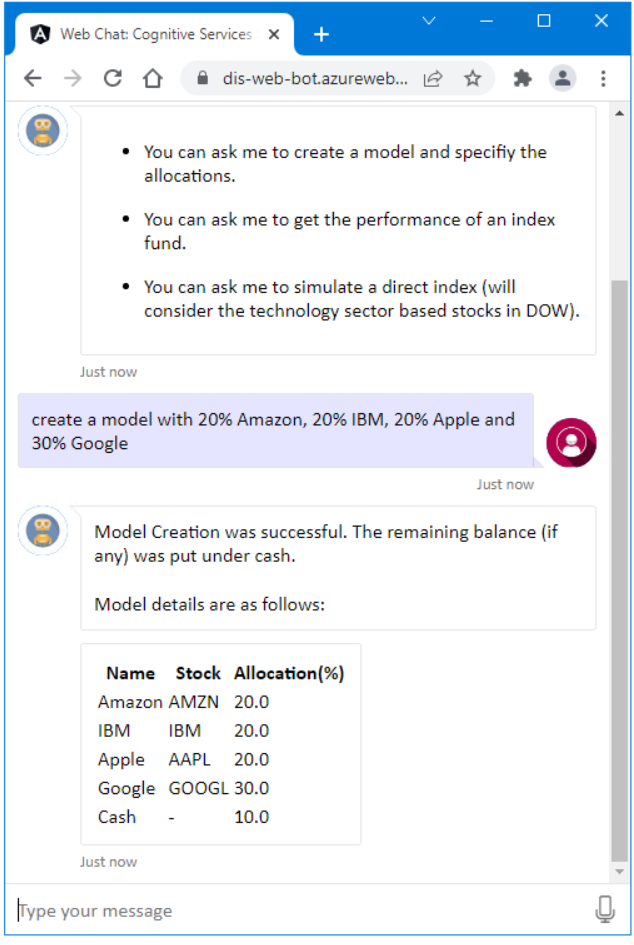 Web Chat: Cognitive Services
dis-web-bot.azureweb...
• You can ask me to create a model and specifiy the
allocations.
• You can ask me to get the performance of an index
fund.
• You can ask me to simulate a direct index (will
consider the technology sector based stocks in DOW).
Just now
create a model with 20% Amazon, 20% IBM, 20% Apple and
30% Google
Just now
Model Creation was successful. The remaining balance (if
any) was put under cash.
Model details are as follows:
Name Stock Allocation(%)
Amazon AMZN 20.0
IBM IBM 20.0
Apple AAPL 20.0
Google GOOGL 30.0
Cash - 10.0
Just now
Type your message